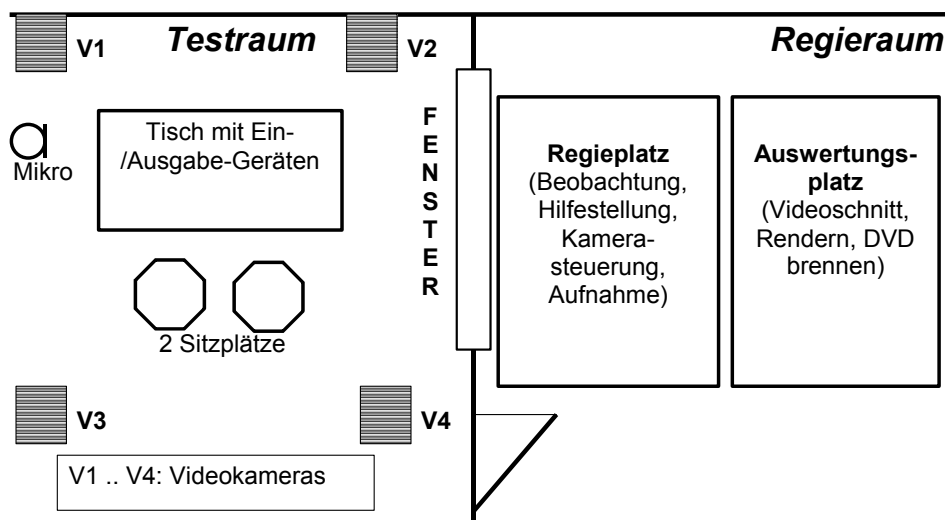 V1
Testraum
V2
Regieraum
Mikro
Tisch mit Ein-
/Ausgabe-Geräten
F
E
N
S
T
E
R
Regieplatz
(Beobachtung,
Hilfestellung,
Kamera-
steuerung,
Aufnahme)
Auswertungs-
platz
(Videoschnitt,
Rendern, DVD
brennen)
2 Sitzplätze
V3
V4
V1 .. V4: Videokameras